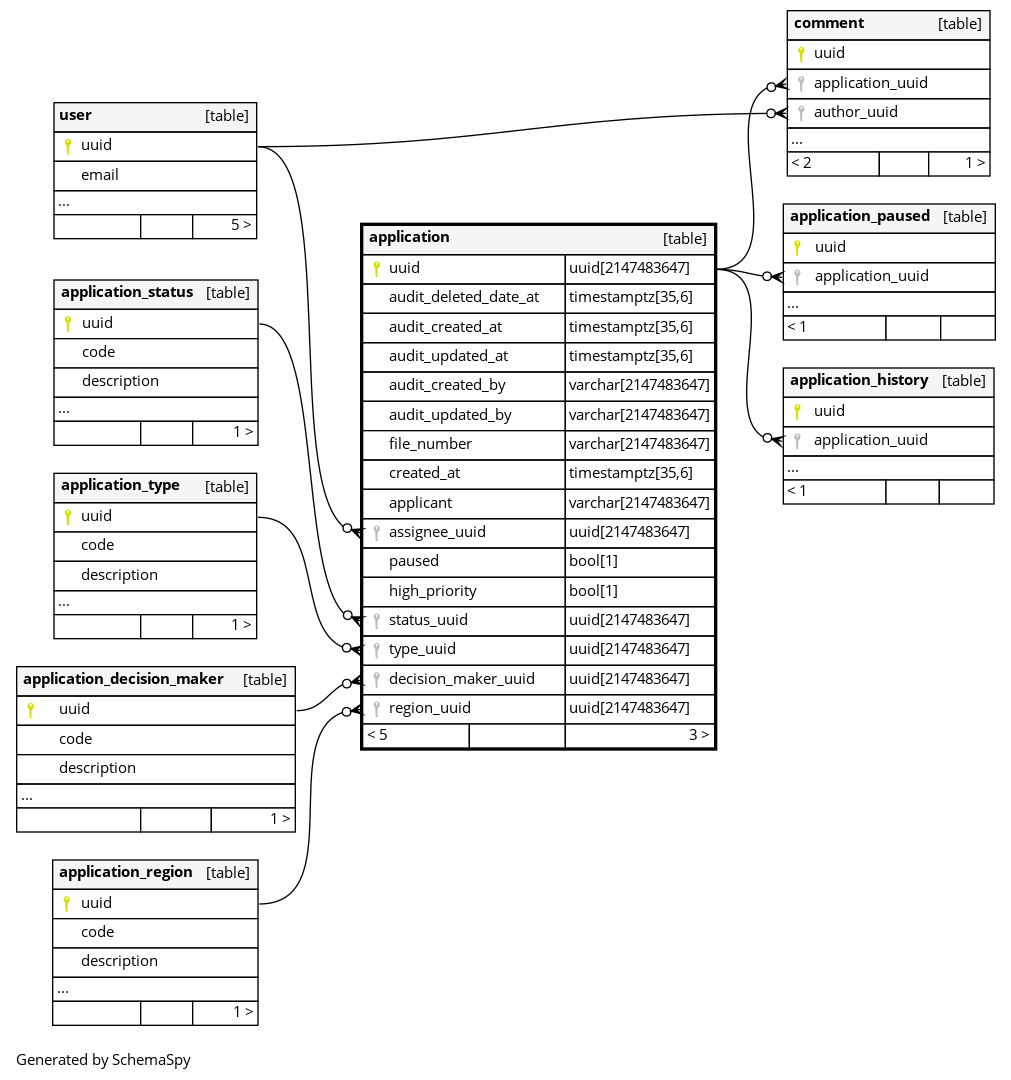 comment [table]
uuid
application_uuid
author_uuid
...
< 2 1 >
user [table]
uuid
email
...
5 >
application_paused [table]
uuid
application_uuid
...
< 1
application [table]
uuid uuid[2147483647]
audit_deleted_date_at timestamptz[35,6]
audit_created_at timestamptz[35,6]
audit_updated_at timestamptz[35,6]
audit_created_by varchar[2147483647]
audit_updated_by varchar[2147483647]
file_number varchar[2147483647]
created_at timestamptz[35,6]
applicant varchar[2147483647]
assignee_uuid uuid[2147483647]
paused bool[1]
high_priority bool[1]
status_uuid uuid[2147483647]
type_uuid uuid[2147483647]
decision_maker_uuid uuid[2147483647]
region_uuid uuid[2147483647]
< 5 3 >
application_status [table]
uuid
code
description
...
1 >
application_history [table]
uuid
application_uuid
...
< 1
application_type [table]
uuid
code
description
...
1 >
application_decision_maker [table]
uuid
code
description
...
1 >
application_region [table]
uuid
code
description
...
1 >
Generated by SchemaSpy